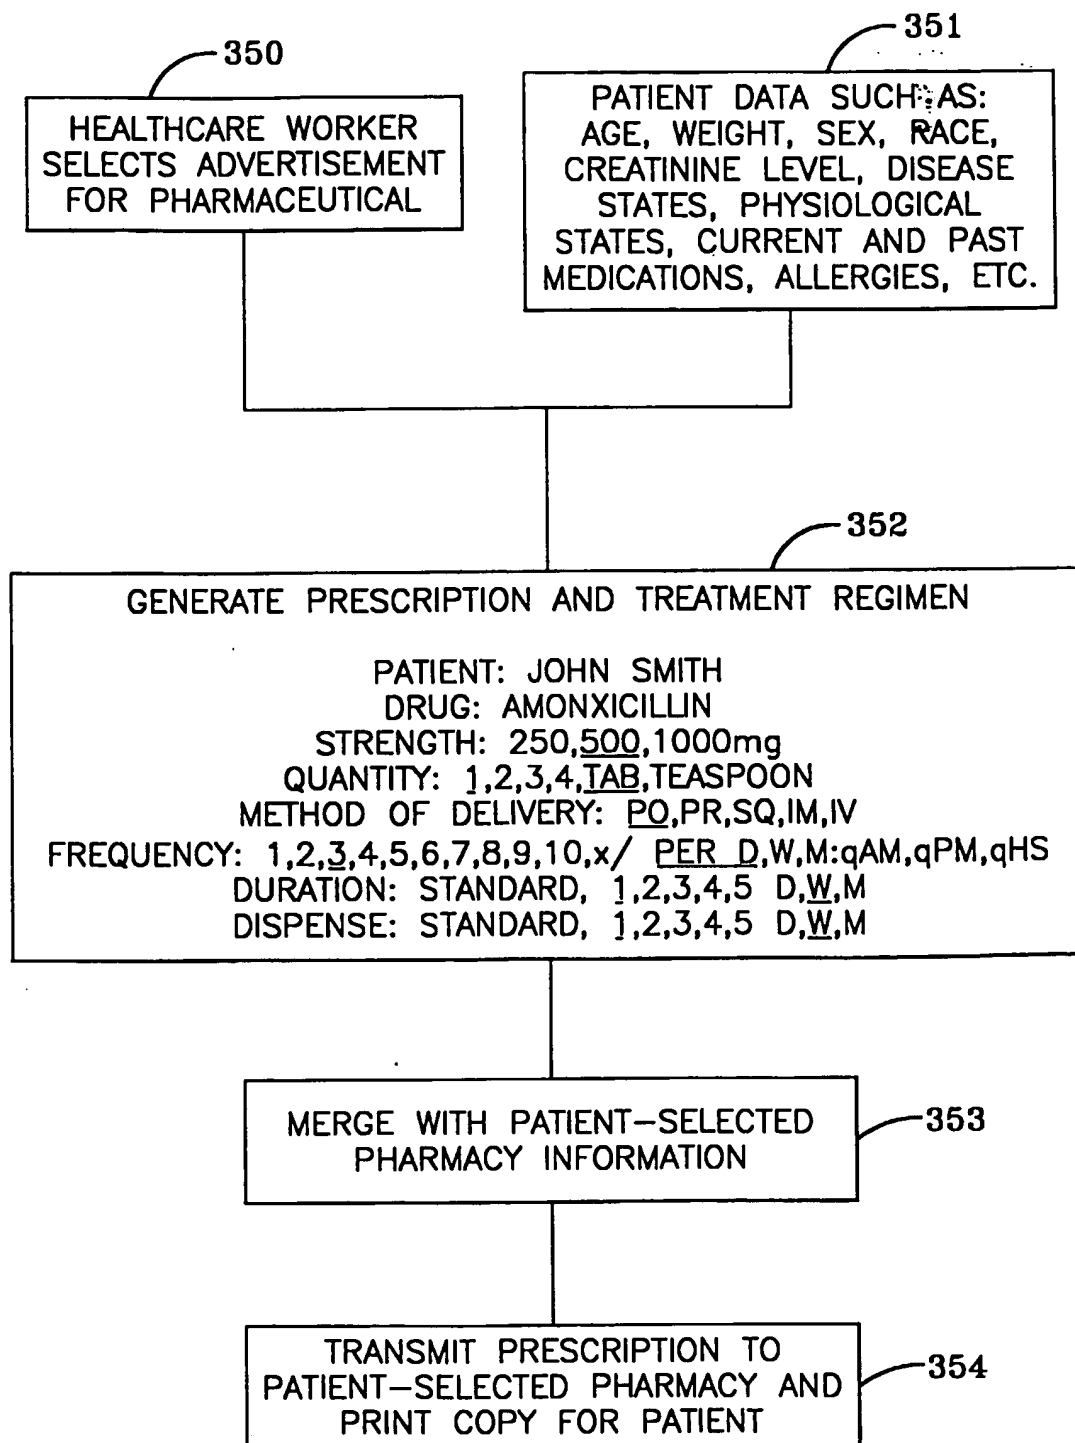 350
HEALTHCARE WORKER
SELECTS ADVERTISEMENT
FOR PHARMACEUTICAL
351
PATIENT DATA SUCH AS:
AGE, WEIGHT, SEX, RACE,
CREATININE LEVEL, DISEASE
STATES, PHYSIOLOGICAL
STATES, CURRENT AND PAST
MEDICATIONS, ALLERGIES, ETC.
352
GENERATE PRESCRIPTION AND TREATMENT REGIMEN
PATIENT: JOHN SMITH
DRUG: AMONXICILLIN
STRENGTH: 250,500,1000mg
QUANTITY: 1,2,3,4,TAB,TEASPOON
METHOD OF DELIVERY: PO,PR,SQ,IM,IV
FREQUENCY: 1,2,3,4,5,6,7,8,9,10,x/ PER D,W,M:qAM,qPM,qHS
DURATION: STANDARD, 1,2,3,4,5 D,W,M
DISPENSE: STANDARD, 1,2,3,4,5 D,W,M
MERGE WITH PATIENT-SELECTED
PHARMACY INFORMATION
353
TRANSMIT PRESCRIPTION TO
PATIENT-SELECTED PHARMACY AND
PRINT COPY FOR PATIENT
354